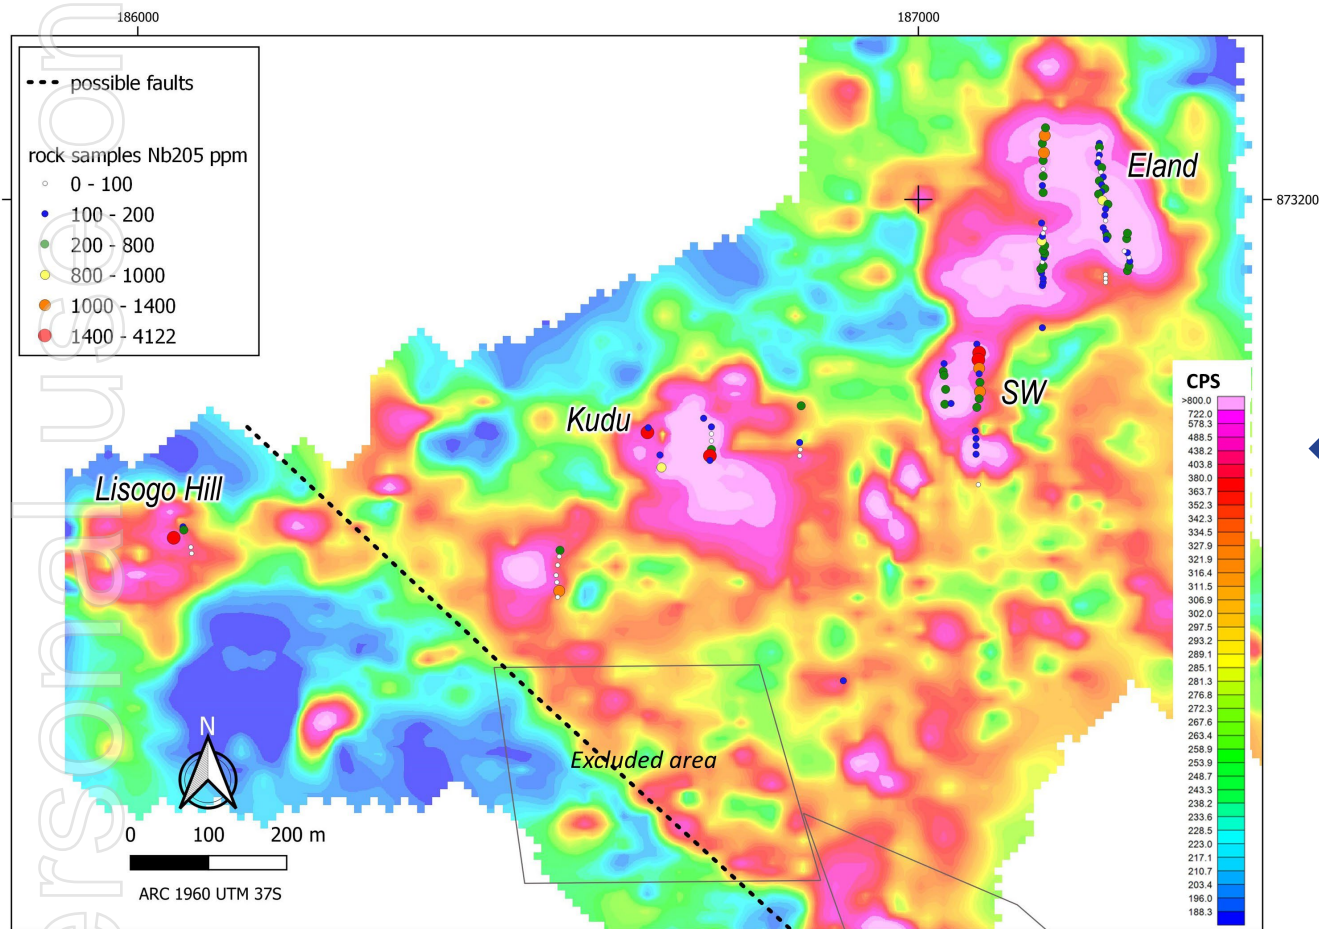 186000
187000
possible faults
rock samples Nb205 ppm
0 - 100
100 - 200
200 - 800
800 - 1000
1000 - 1400
1400 - 4122
Eland
873200
SW
Kudu
Lisogo Hill
CPS
>800.0
722.0
578.3
488.5
438.2
403.8
380.0
363.7
352.3
342.3
334.5
327.9
321.9
316.4
311.5
306.9
302.0
297.5
293.2
289.1
285.1
281.3
276.8
272.3
267.6
263.4
258.9
253.9
248.7
243.3
238.2
233.6
228.5
223.0
217.1
210.7
203.4
196.0
188.3
Excluded area
N
0 100 200 m
ARC 1960 UTM 37S
ersonal use on